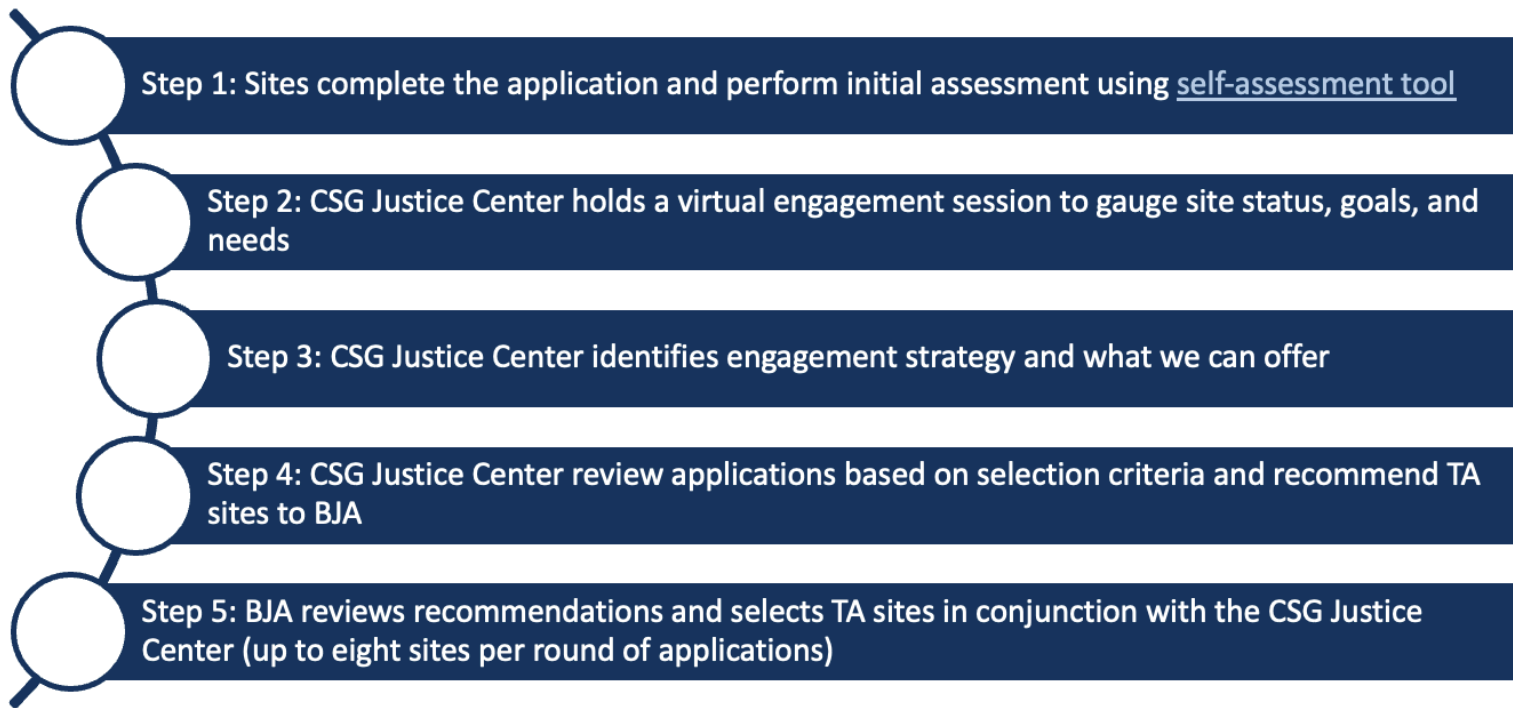 Step 1: Sites complete the application and perform initial assessment using self-assessment tool
Step 2: CSG Justice Center holds a virtual engagement session to gauge site status, goals, and
needs
Step 3: CSG Justice Center identifies engagement strategy and what we can offer
Step 4: CSG Justice Center review applications based on selection criteria and recommend TA
sites to BJA
Step 5: BJA reviews recommendations and selects TA sites in conjunction with the CSG Justice
Center (up to eight sites per round of applications)